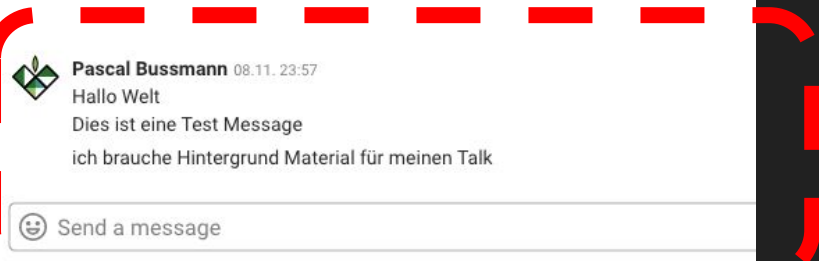 Pascal Bussmann 08.11. 23:57
Hallo Welt
Dies ist eine Test Message
ich brauche Hintergrund Material für meinen Talk
Send a message